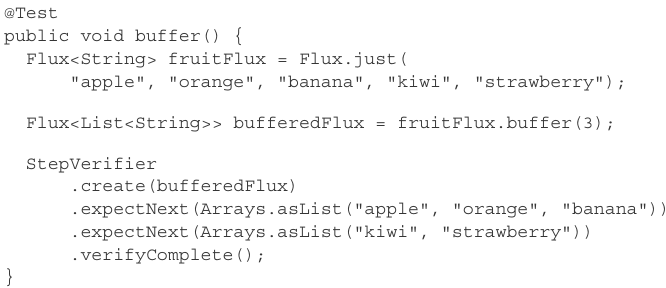 @Test
public void buffer() {
  Flux<String> fruitFlux = Flux.just(
      "apple", "orange", "banana", "kiwi", "strawberry");

  Flux<List<String>> bufferedFlux = fruitFlux.buffer(3);

  StepVerifier
      .create(bufferedFlux)
      .expectNext(Arrays.asList("apple", "orange", "banana"))
      .expectNext(Arrays.asList("kiwi", "strawberry"))
      .verifyComplete();
}